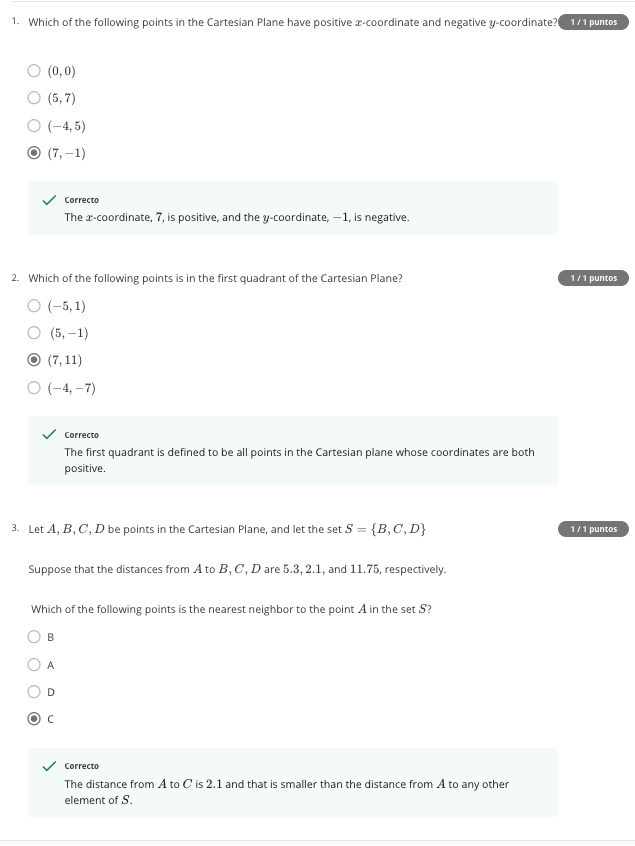 1. Which of the following points in the Cartesian Plane have positive x-coordinate and negative y-coordinate? 1 / 1 puntos
(0, 0)
(5, 7)
(−4, 5)
(7, −1)
Correcto
The x-coordinate, 7, is positive, and the y-coordinate, −1, is negative.
2. Which of the following points is in the first quadrant of the Cartesian Plane? 1 / 1 puntos
(−5, 1)
(5, −1)
(7, 11)
(−4, −7)
Correcto
The first quadrant is defined to be all points in the Cartesian plane whose coordinates are both
positive.
3. Let A, B, C, D be points in the Cartesian Plane, and let the set S = {B, C, D} 1 / 1 puntos
Suppose that the distances from A to B, C, D are 5.3, 2.1, and 11.75, respectively.
Which of the following points is the nearest neighbor to the point A in the set S?
B
A
D
C
Correcto
The distance from A to C is 2.1 and that is smaller than the distance from A to any other
element of S.